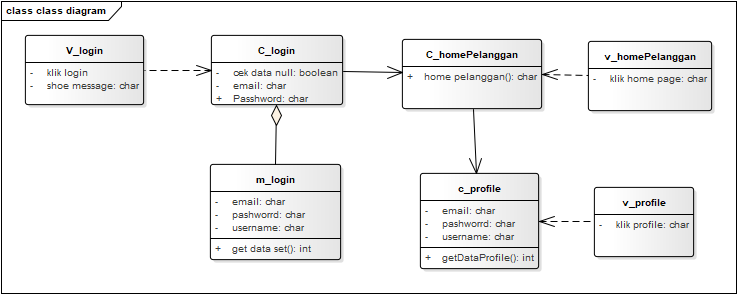 class class diagram
V_login
- klik login
- shoe message: char
C_login
- cek data null: boolean
- email: char
+ Passhword: char
C_homePelanggan
+ home pelanggan(): char
v_homePelanggan
- klik home page: char
m_login
- email: char
- pashworrd: char
- username: char
+ get data set(): int
c_profile
- email: char
- pashworrd: char
- username: char
+ getDataProfile(): int
v_profile
- klik profile: char